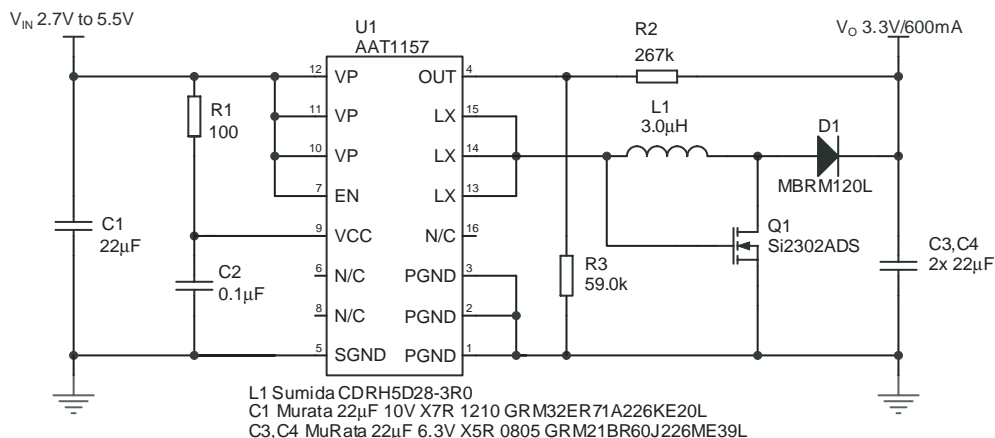 V_IN 2.7V to 5.5V
V_O 3.3V/600mA
U1
AAT1157
R2
267k
12 VP
OUT 4
11 VP
LX 15
10 VP
LX 14
7 EN
LX 13
9 VCC
N/C 16
6 N/C
PGND 3
8 N/C
PGND 2
5 SGND
PGND 1
R1
100
L1
3.0µH
D1
MBRM120L
C1
22µF
C2
0.1µF
R3
59.0k
Q1
Si2302ADS
C3,C4
2x 22µF
L1 Sumida CDRH5D28-3R0
C1 Murata 22µF 10V X7R 1210 GRM32ER71A226KE20L
C3,C4 MuRata 22µF 6.3V X5R 0805 GRM21BR60J226ME39L